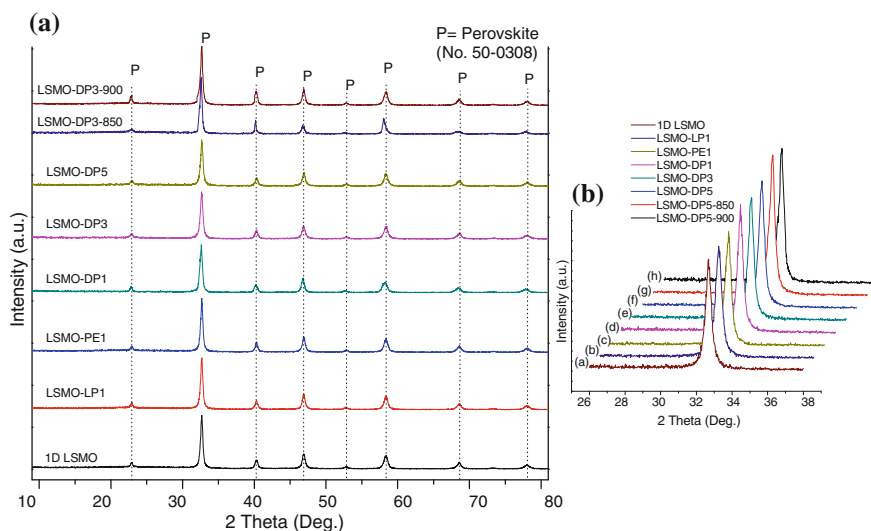 (a)
P= Perovskite
(No. 50-0308)
P
P
P
P
P
P
P
P
LSMO-DP3-900
LSMO-DP3-850
LSMO-DP5
LSMO-DP3
LSMO-DP1
LSMO-PE1
LSMO-LP1
1D LSMO
Intensity (a.u.)
10 20 30 40 50 60 70 80
2 Theta (Deg.)
(b)
1D LSMO
LSMO-LP1
LSMO-PE1
LSMO-DP1
LSMO-DP3
LSMO-DP5
LSMO-DP5-850
LSMO-DP5-900
(h)
(g)
(f)
(e)
(d)
(c)
(b)
(a)
Intensity (a.u.)
26 28 30 32 34 36 38
2 Theta (Deg.)